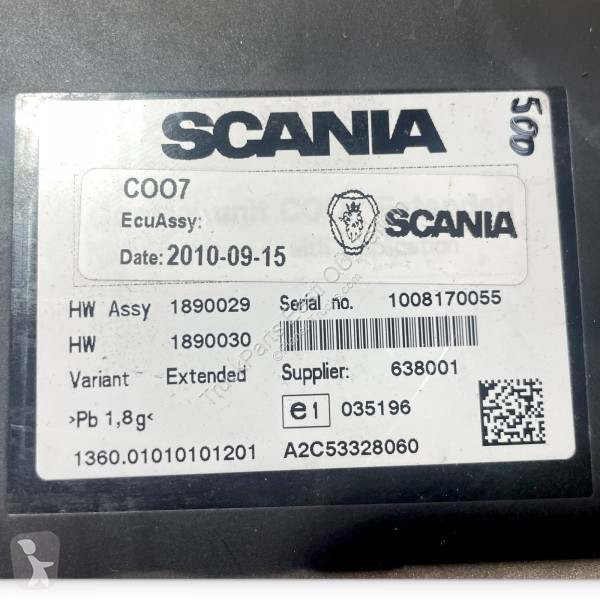 SCANIA
500
COO7
EcuAssy:
SCANIA
Date: 2010-09-15
HW Assy 1890029 Serial no. 1008170055
HW 1890030
Variant Extended Supplier: 638001
>Pb 1,8g< e1 035196
1360.01010101201 A2C53328060